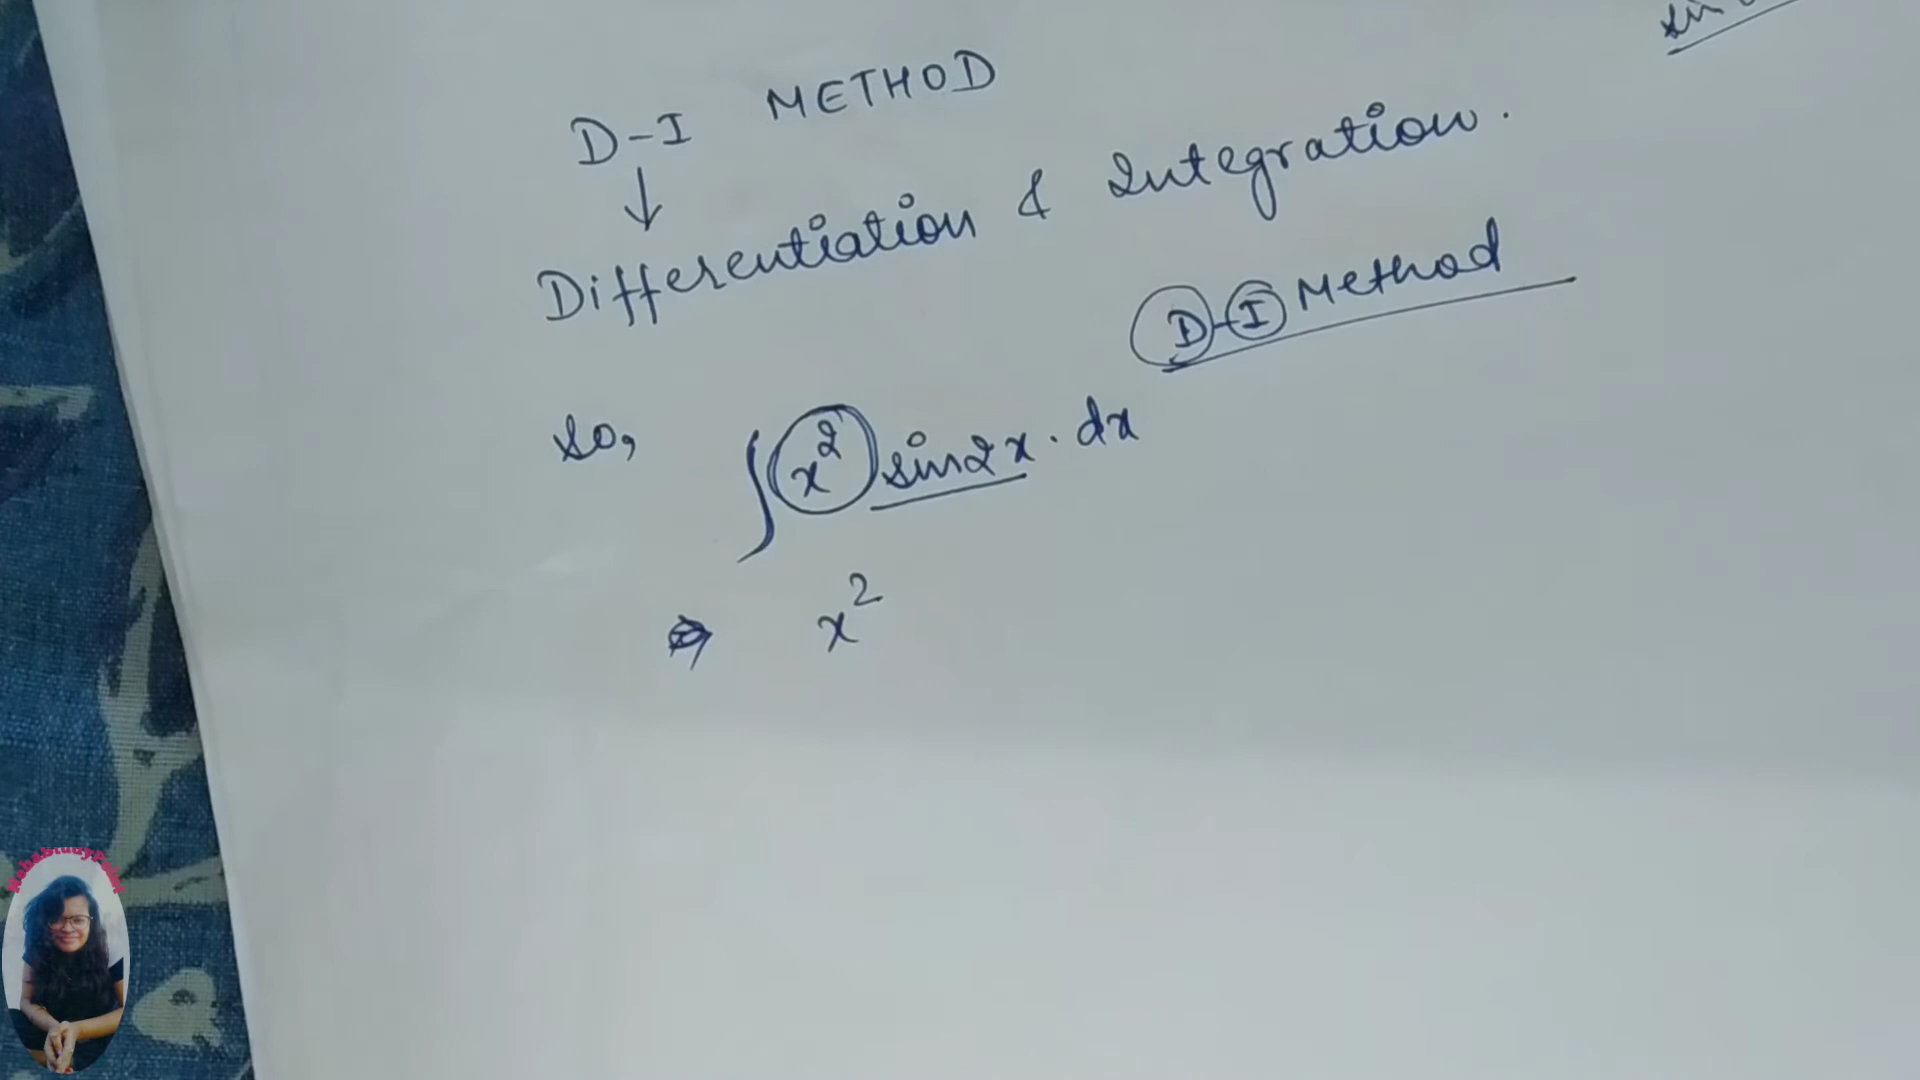 D-I METHOD
↓
Differentiation & Integration.
D-I Method
so, ∫x² sin2x · dx
⇒ x²